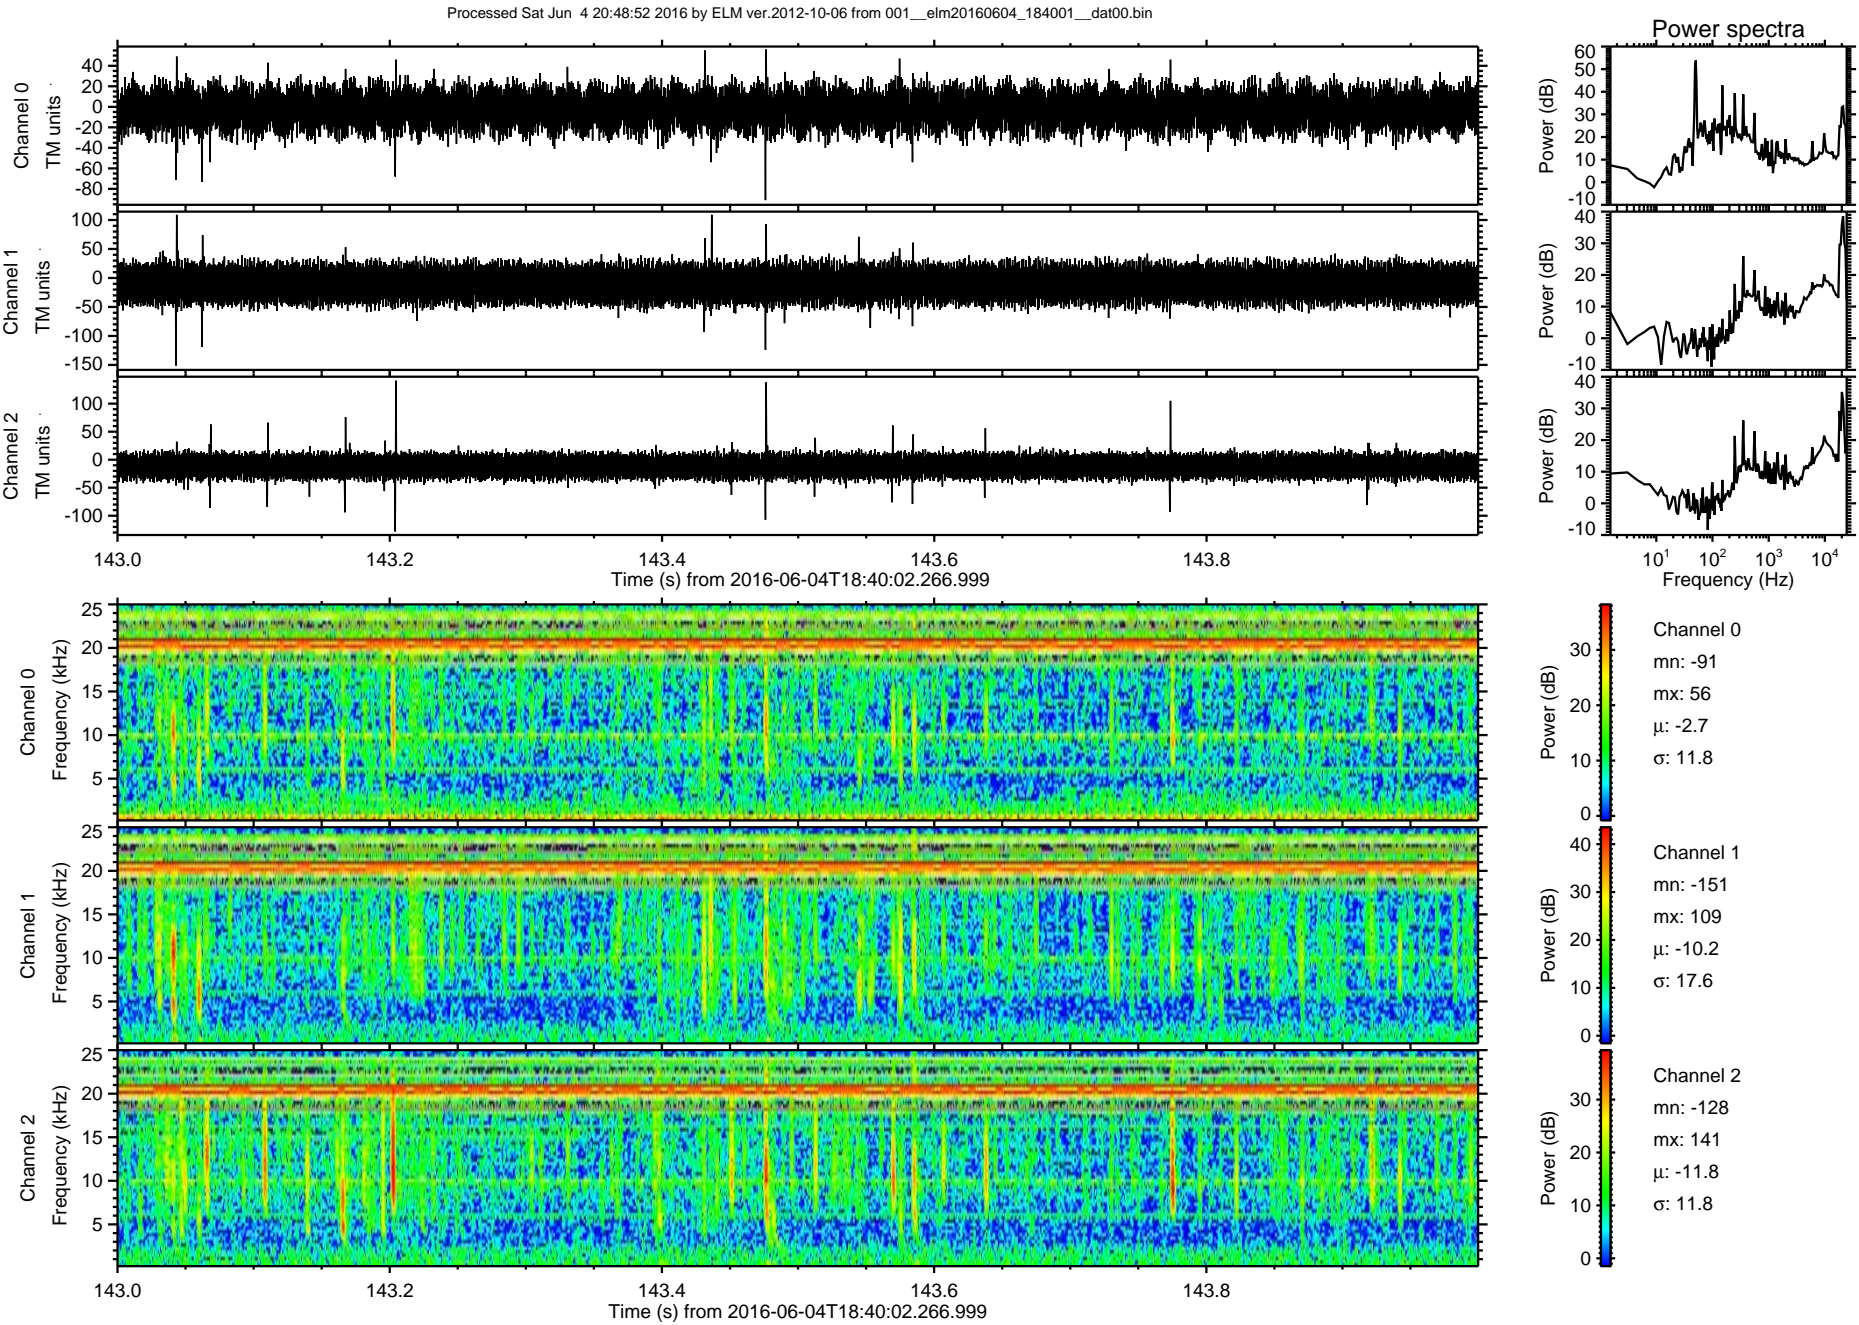 Processed Sat Jun  4 20:48:52 2016 by ELM ver.2012-10-06 from 001__elm20160604_184001__dat00.bin
Power spectra
Channel 0
TM units
40
20
0
-20
-40
-60
-80
Power (dB)
60
50
40
30
20
10
0
-10
Channel 1
TM units
100
50
0
-50
-100
-150
Power (dB)
40
30
20
10
0
-10
Channel 2
TM units
100
50
0
-50
-100
Power (dB)
40
30
20
10
0
-10
143.0 143.2 143.4 143.6 143.8
Time (s) from 2016-06-04T18:40:02.266.999
10¹ 10² 10³ 10⁴
Frequency (Hz)
Channel 0
Frequency (kHz)
25
20
15
10
5
Power (dB)
30
20
10
0
Channel 0
mn: -91
mx: 56
µ: -2.7
σ: 11.8
Channel 1
Frequency (kHz)
25
20
15
10
5
Power (dB)
40
30
20
10
0
Channel 1
mn: -151
mx: 109
µ: -10.2
σ: 17.6
Channel 2
Frequency (kHz)
25
20
15
10
5
Power (dB)
30
20
10
0
Channel 2
mn: -128
mx: 141
µ: -11.8
σ: 11.8
143.0 143.2 143.4 143.6 143.8
Time (s) from 2016-06-04T18:40:02.266.999